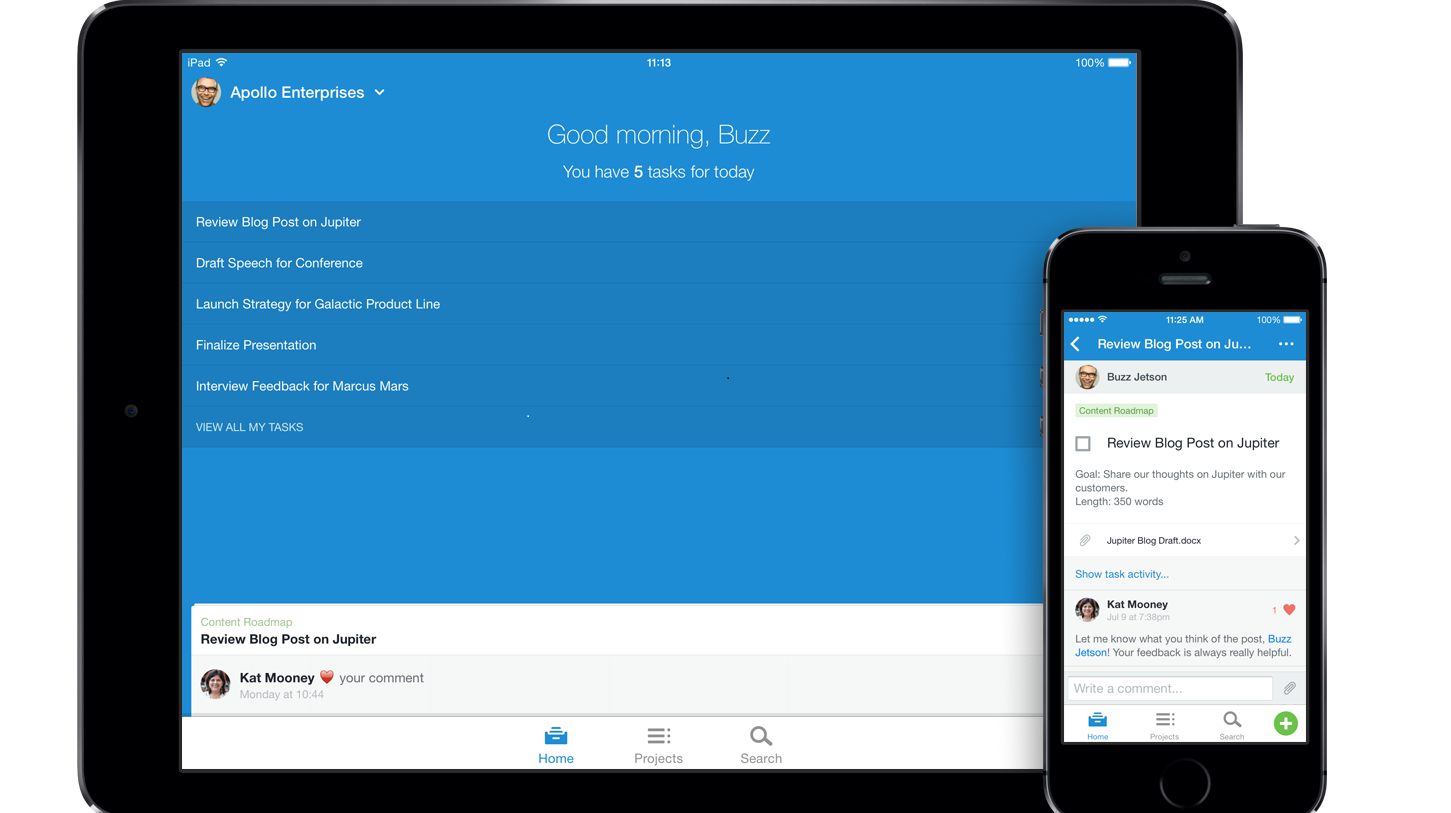 iPad 11:13 100%
Apollo Enterprises
Good morning, Buzz
You have 5 tasks for today
Review Blog Post on Jupiter
Draft Speech for Conference
Launch Strategy for Galactic Product Line
Finalize Presentation
Interview Feedback for Marcus Mars
VIEW ALL MY TASKS
Content Roadmap
Review Blog Post on Jupiter
Kat Mooney ❤️ your comment
Monday at 10:44
Home Projects Search
11:25 AM 100%
Review Blog Post on Ju...
Buzz Jetson Today
Content Roadmap
Review Blog Post on Jupiter
Goal: Share our thoughts on Jupiter with our
customers.
Length: 350 words
Jupiter Blog Draft.docx
Show task activity...
Kat Mooney 1
Jul 9 at 7:38pm
Let me know what you think of the post, Buzz
Jetson! Your feedback is always really helpful.
Write a comment...
Home Projects Search